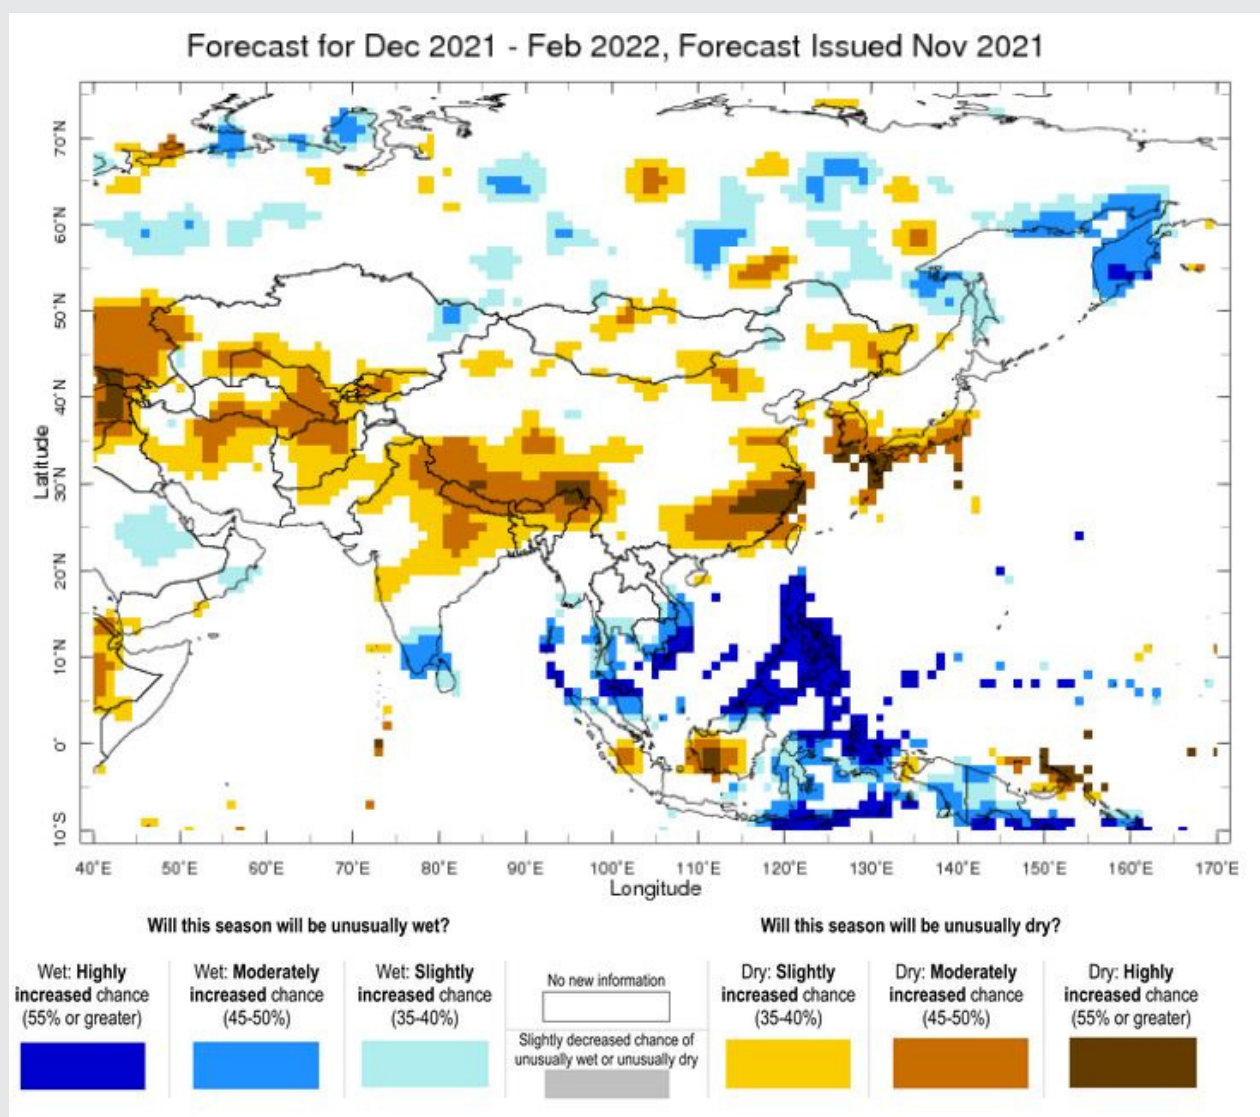 Forecast for Dec 2021 - Feb 2022, Forecast Issued Nov 2021
70°N
60°N
50°N
40°N
30°N
20°N
10°N
0°
10°S
Latitude
40°E 50°E 60°E 70°E 80°E 90°E 100°E 110°E 120°E 130°E 140°E 150°E 160°E 170°E
Longitude
Will this season will be unusually wet?
Will this season will be unusually dry?
Wet: Highly
increased chance
(55% or greater)
Wet: Moderately
increased chance
(45-50%)
Wet: Slightly
increased chance
(35-40%)
No new information
Slightly decreased chance of
unusually wet or unusually dry
Dry: Slightly
increased chance
(35-40%)
Dry: Moderately
increased chance
(45-50%)
Dry: Highly
increased chance
(55% or greater)